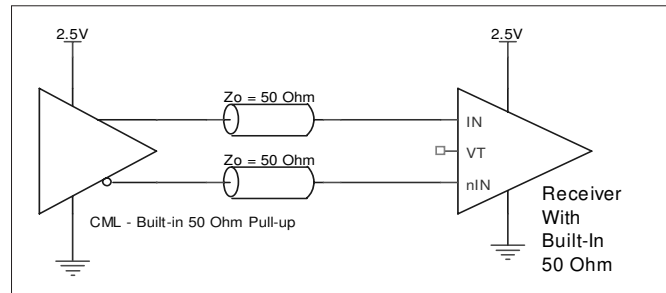 2.5V
2.5V
Zo = 50 Ohm
IN
VT
Zo = 50 Ohm
nIN
CML - Built-in 50 Ohm Pull-up
Receiver
With
Built-In
50 Ohm